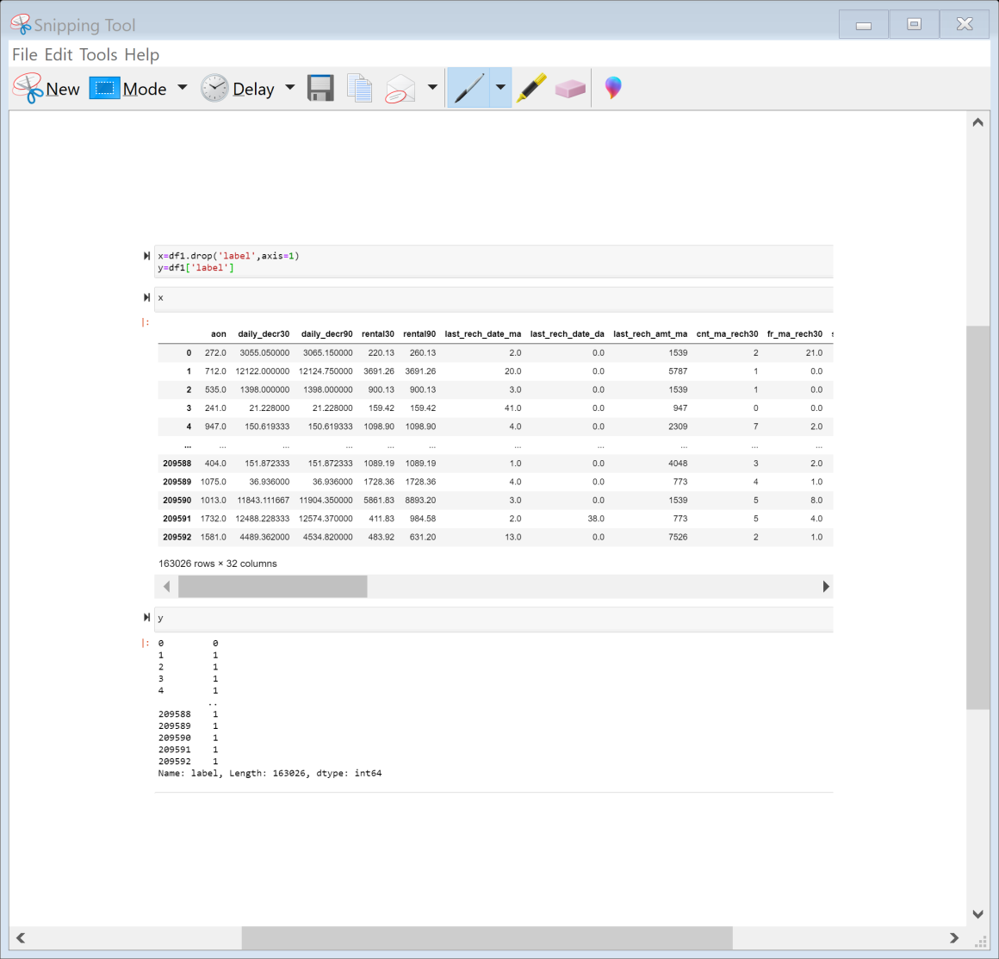 Snipping Tool
File Edit Tools Help
New Mode Delay
x=df1.drop('label',axis=1)
y=df1['label']
x
aon daily_decr30 daily_decr90 rental30 rental90 last_rech_date_ma last_rech_date_da last_rech_amt_ma cnt_ma_rech30 fr_ma_rech30 s
0 272.0 3055.050000 3065.150000 220.13 260.13 2.0 0.0 1539 2 21.0
1 712.0 12122.000000 12124.750000 3691.26 3691.26 20.0 0.0 5787 1 0.0
2 535.0 1398.000000 1398.000000 900.13 900.13 3.0 0.0 1539 1 0.0
3 241.0 21.228000 21.228000 159.42 159.42 41.0 0.0 947 0 0.0
4 947.0 150.619333 150.619333 1098.90 1098.90 4.0 0.0 2309 7 2.0
... ... ... ... ... ... ... ... ... ... ...
209588 404.0 151.872333 151.872333 1089.19 1089.19 1.0 0.0 4048 3 2.0
209589 1075.0 36.936000 36.936000 1728.36 1728.36 4.0 0.0 773 4 1.0
209590 1013.0 11843.111667 11904.350000 5861.83 8893.20 3.0 0.0 1539 5 8.0
209591 1732.0 12488.228333 12574.370000 411.83 984.58 2.0 38.0 773 5 4.0
209592 1581.0 4489.362000 4534.820000 483.92 631.20 13.0 0.0 7526 2 1.0
163026 rows × 32 columns
y
]: 0 0
1 1
2 1
3 1
4 1
..
209588 1
209589 1
209590 1
209591 1
209592 1
Name: label, Length: 163026, dtype: int64